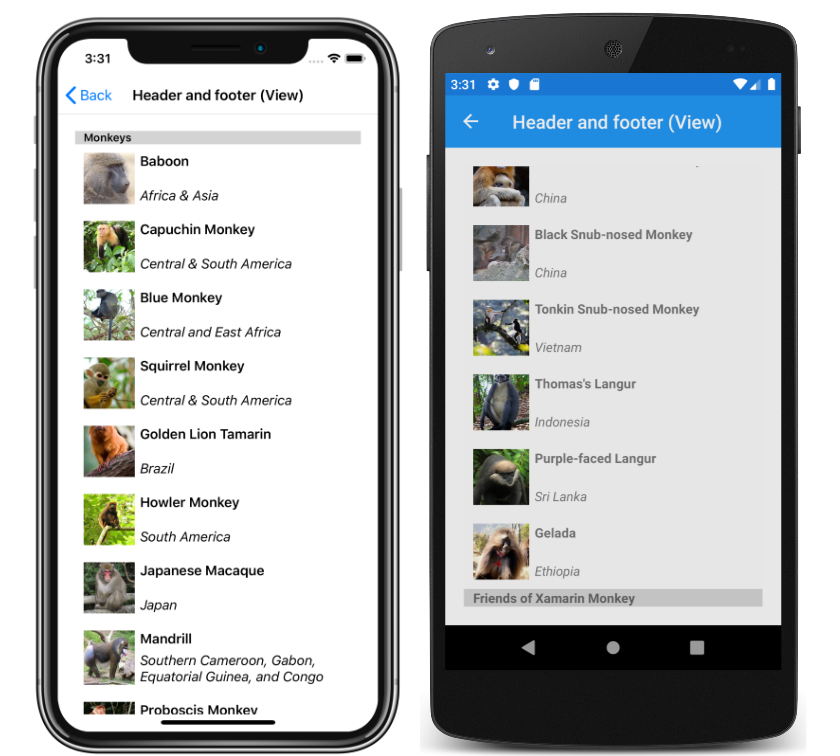 3:31
Back
Header and footer (View)
Monkeys
Baboon
Africa & Asia
Capuchin Monkey
Central & South America
Blue Monkey
Central and East Africa
Squirrel Monkey
Central & South America
Golden Lion Tamarin
Brazil
Howler Monkey
South America
Japanese Macaque
Japan
Mandrill
Southern Cameroon, Gabon,
Equatorial Guinea, and Congo
Proboscis Monkey
3:31
Header and footer (View)
China
Black Snub-nosed Monkey
China
Tonkin Snub-nosed Monkey
Vietnam
Thomas's Langur
Indonesia
Purple-faced Langur
Sri Lanka
Gelada
Ethiopia
Friends of Xamarin Monkey